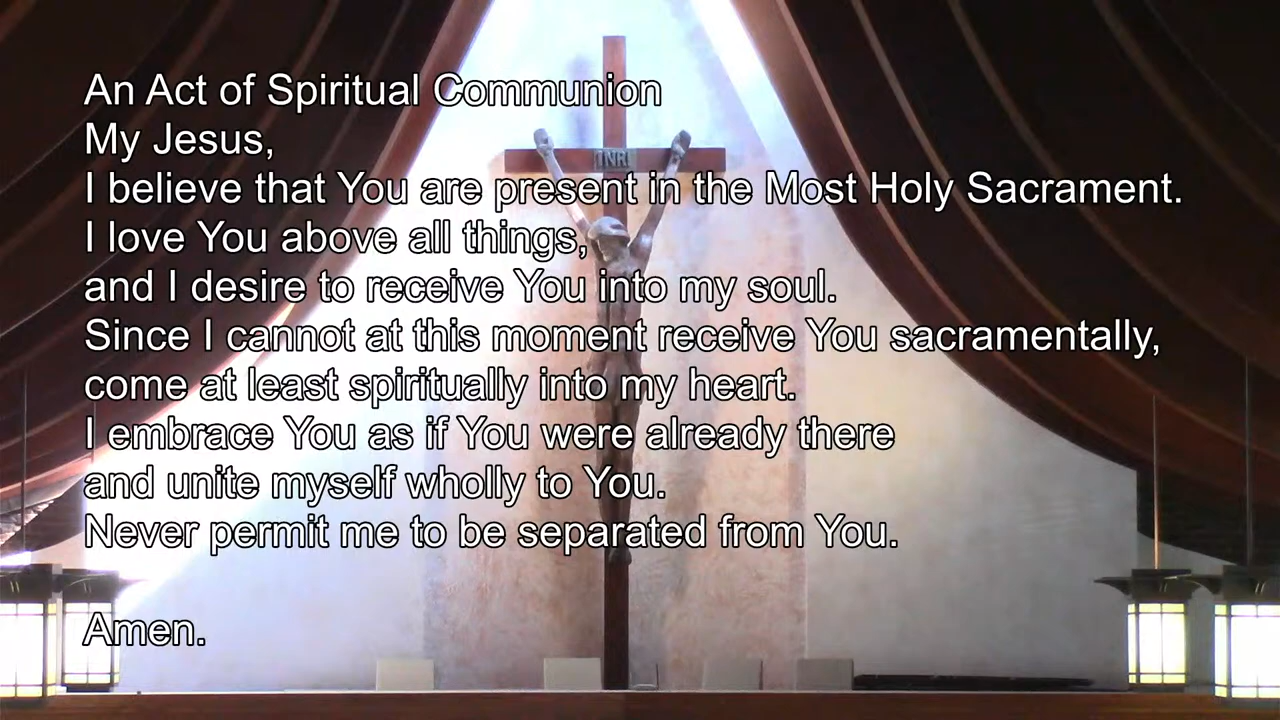 An Act of Spiritual Communion
My Jesus,
I believe that You are present in the Most Holy Sacrament.
I love You above all things,
and I desire to receive You into my soul.
Since I cannot at this moment receive You sacramentally,
come at least spiritually into my heart.
I embrace You as if You were already there
and unite myself wholly to You.
Never permit me to be separated from You.
Amen.
INRI